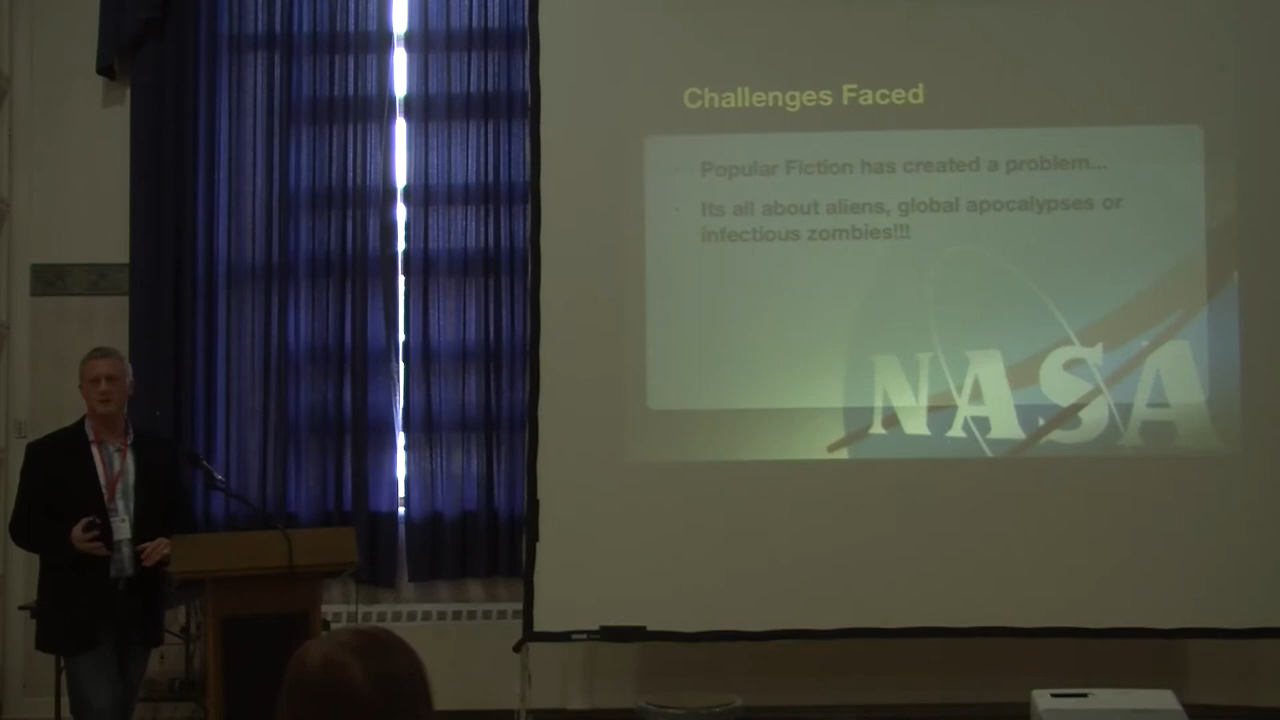 Challenges Faced
Popular Fiction has created a problem...
Its all about aliens, global apocalypses or
infectious zombies!!!
NASA